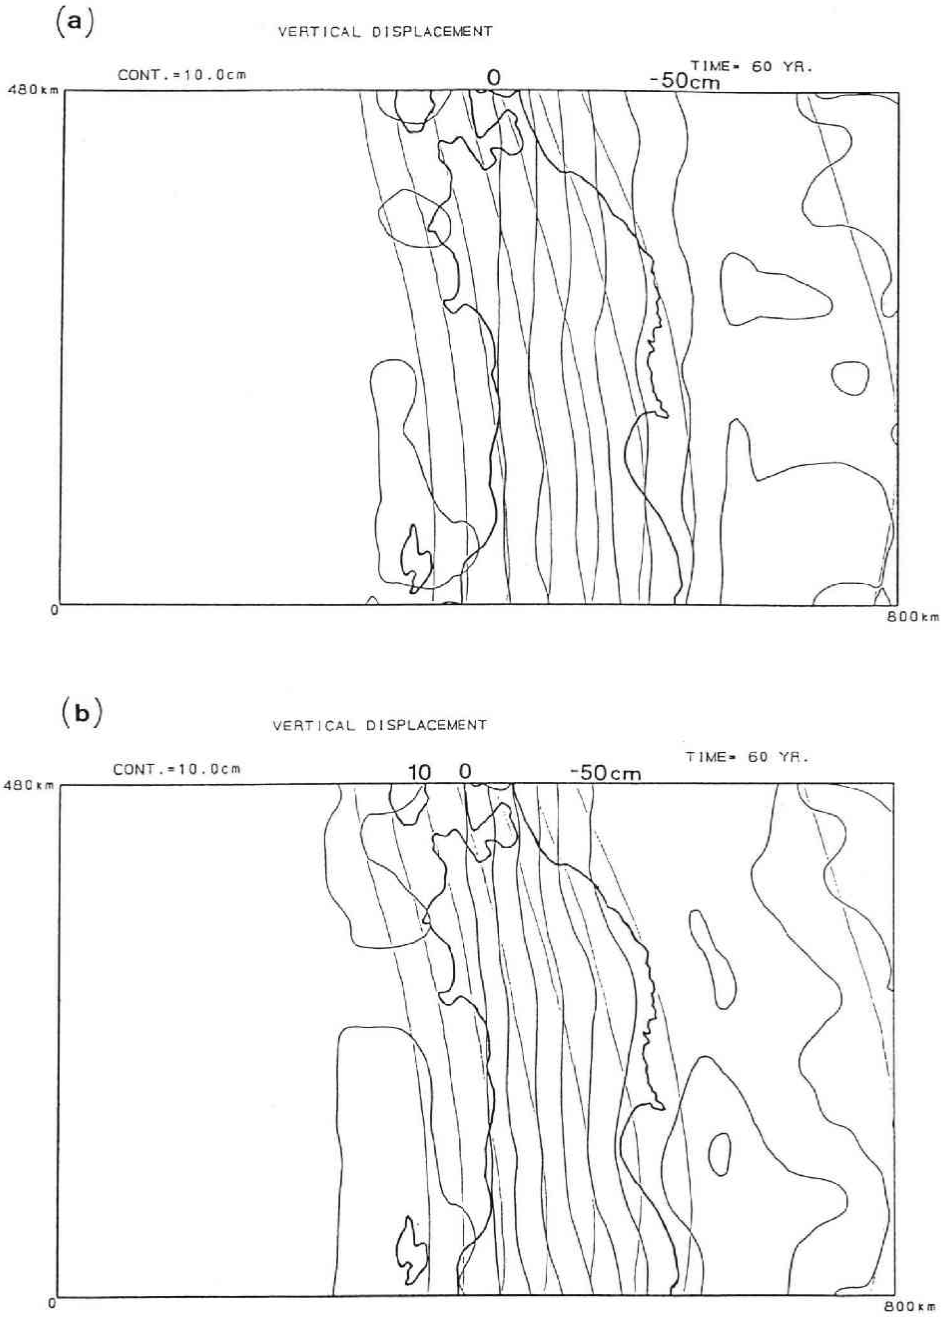 (a)
VERTICAL DISPLACEMENT
CONT.=10.0cm 0 -50cm TIME= 60 YR.
480km
0 800km
(b)
VERTICAL DISPLACEMENT
CONT.=10.0cm 10 0 -50cm TIME= 60 YR.
480km
0 800km